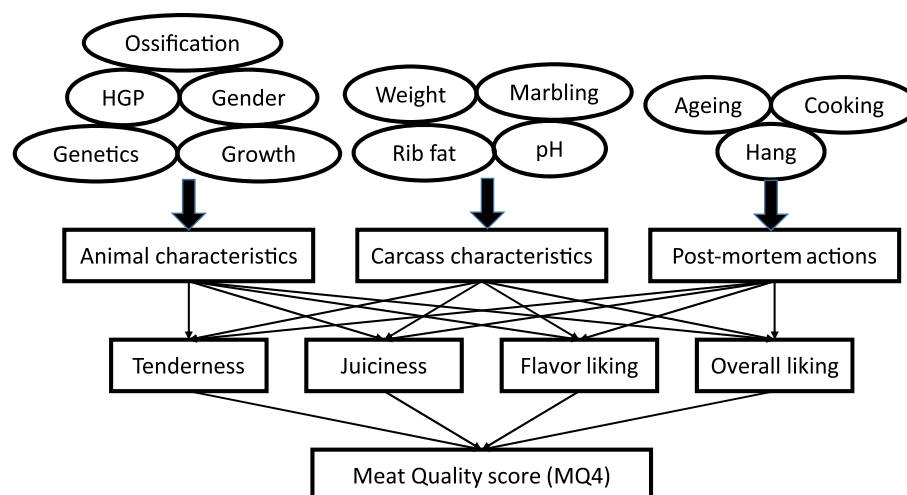 Ossification
HGP
Gender
Genetics
Growth
Weight
Marbling
Rib fat
pH
Ageing
Cooking
Hang
Animal characteristics
Carcass characteristics
Post-mortem actions
Tenderness
Juiciness
Flavor liking
Overall liking
Meat Quality score (MQ4)